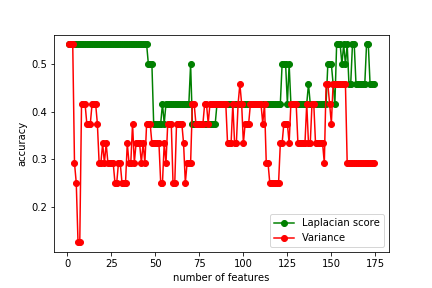 0.5
0.4
0.3
0.2
accuracy
0 25 50 75 100 125 150 175
number of features
Laplacian score
Variance